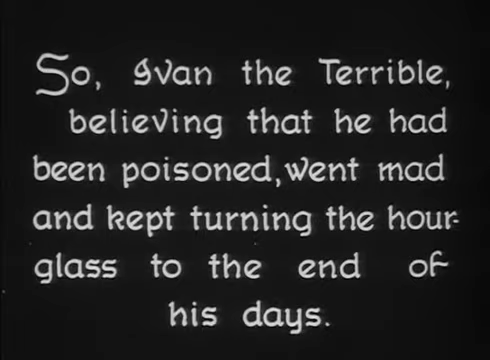 So, Ivan the Terrible,
believing that he had
been poisoned, went mad
and kept turning the hour-
glass to the end of
his days.